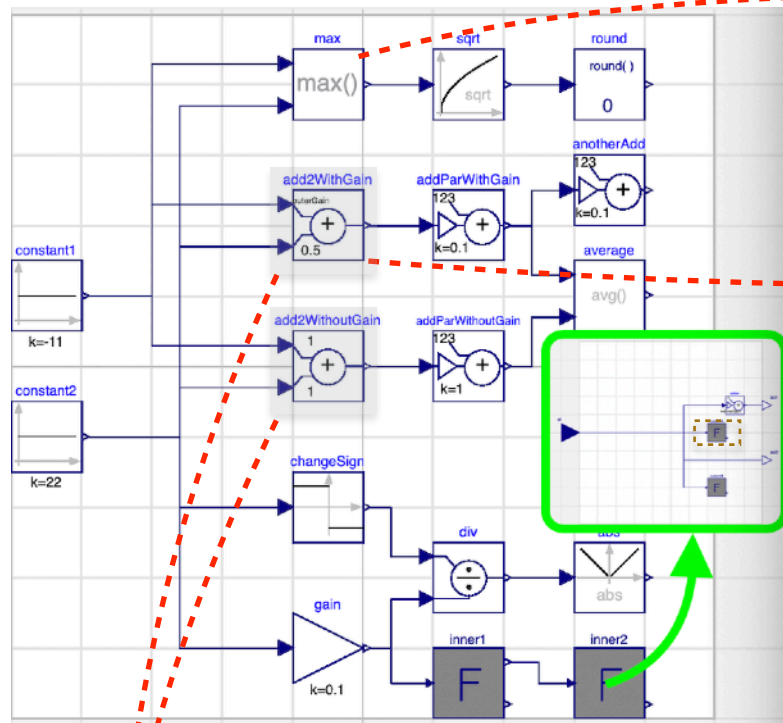 max
sqrt
round
max()
sqrt
round( )
0
anotherAdd
123
k=0.1
add2WithGain
addParWithGain
outerGain
+
0.5
123
+
k=0.1
+
constant1
k=-11
average
avg()
add2WithoutGain
addParWithoutGain
1
+
1
123
+
k=1
constant2
k=22
F
F
changeSign
div
÷
abs
gain
k=0.1
inner1
inner2
F
F